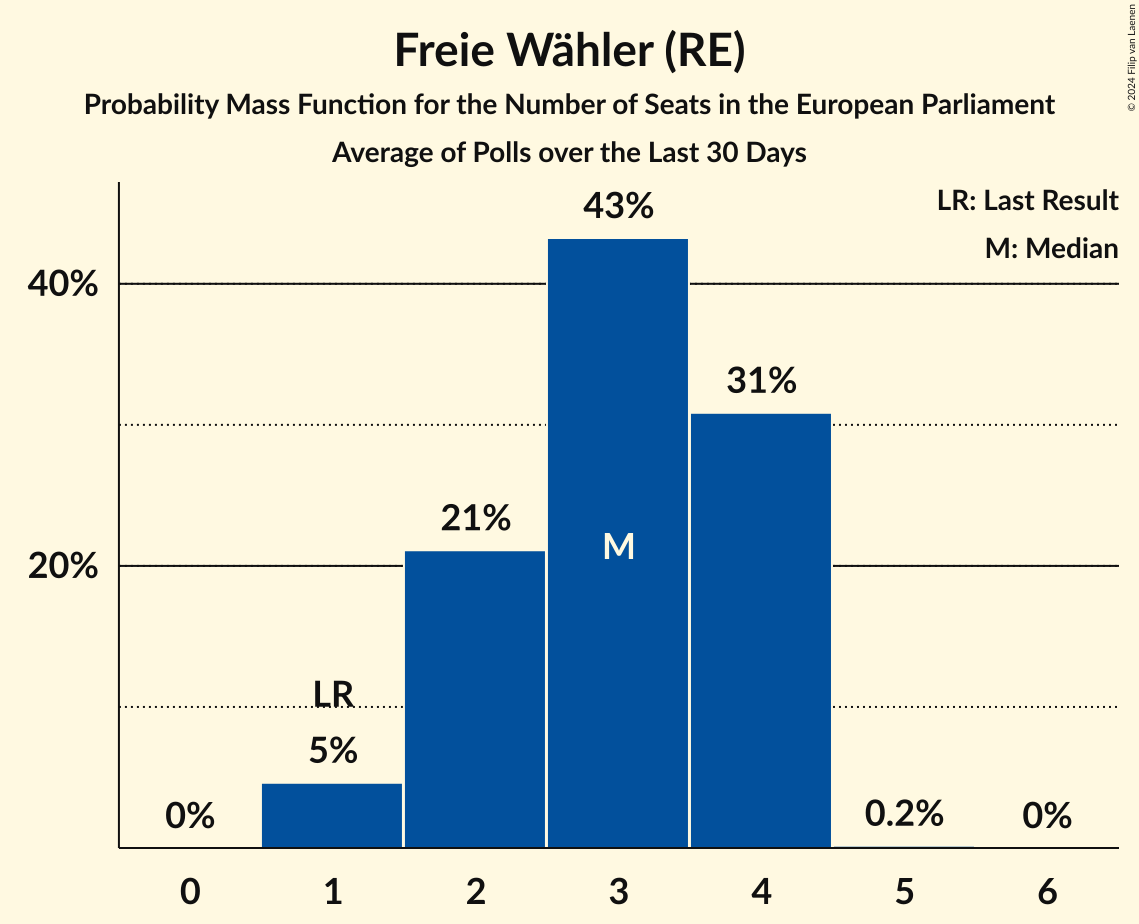 Freie Wähler (RE)
Probability Mass Function for the Number of Seats in the European Parliament
Average of Polls over the Last 30 Days
© 2024 Filip van Laenen
LR: Last Result
M: Median
43%
40%
31%
21%
M
20%
LR
5%
0%
0.2%
0%
0 1 2 3 4 5 6